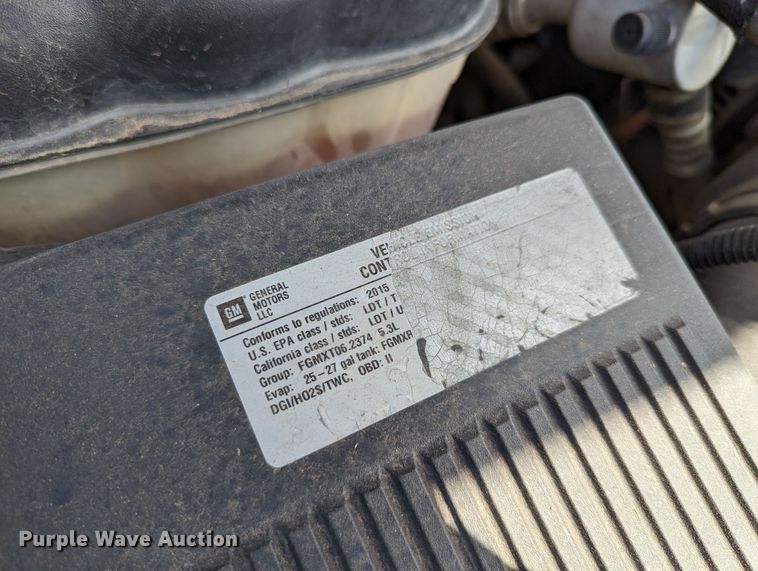 GM GENERAL
MOTORS
LLC
VEHICLE EMISSION
CONTROL INFORMATION
Conforms to regulations: 2015
U.S. EPA class / stds: LDT / T
California class / stds: LDT / U
Group: FGMXT06.2374 5.3L
Evap: 25-27 gal tank: FGMXR
DGI/HO2S/TWC, OBD: II
Purple Wave Auction